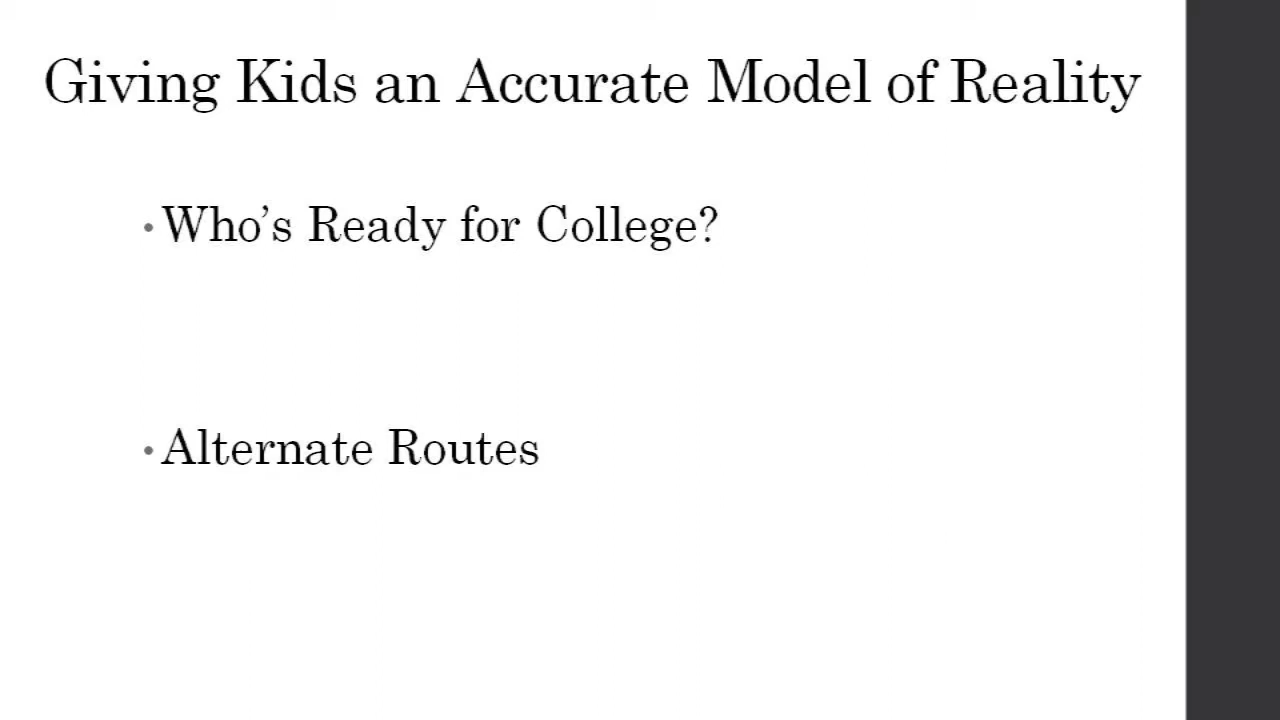 Giving Kids an Accurate Model of Reality
•Who’s Ready for College?
•Alternate Routes